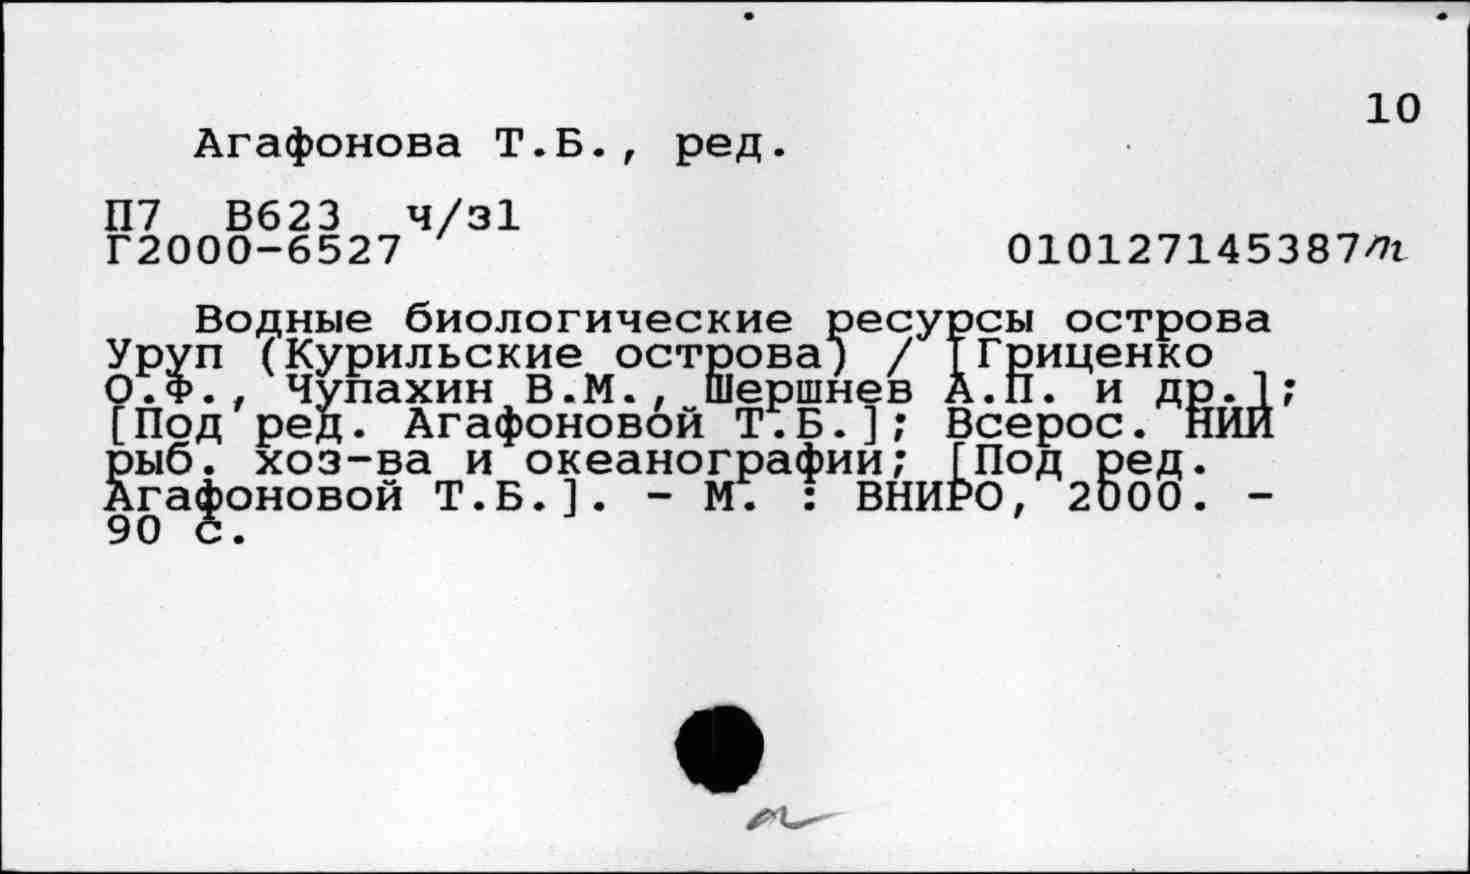 10
Агафонова Т.Б., ред.
П7 В623 ч/з1
Г2000-6527 010127145387т
Водные биологические ресурсы острова
Уруп (Курильские острова) / [Гриценко
О.Ф., Чупахин В.М., Шершнев А.П. и др.];
[Под ред. Агафоновой Т.Б.]; Всерос. НИИ
рыб. хоз-ва и океанографии; [Под ред.
Агафоновой Т.Б.]. - М. : ВНИРО, 2000. -
90 с.